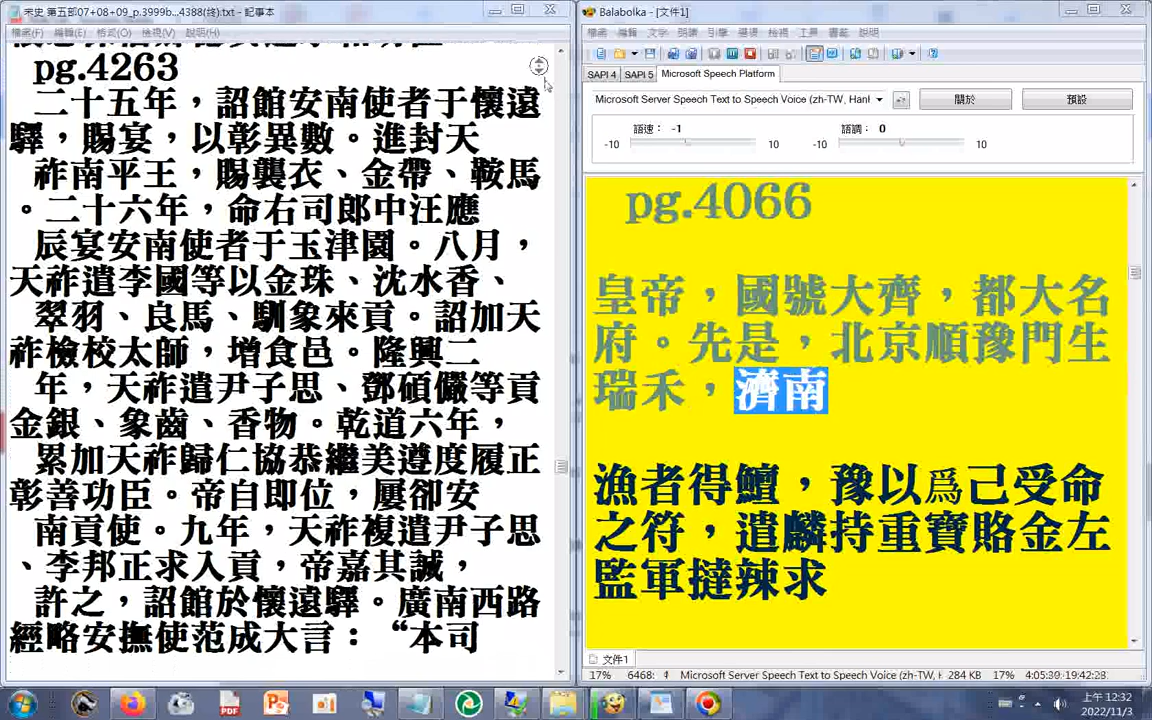 宋史 第五部07+08+09_p.3999b...4388(终).txt - 記事本
檔案(F) 編輯(E) 格式(O) 檢視(V) 說明(H)
pg.4263
二十五年，詔館安南使者于懷遠
驛，賜宴，以彰異數。進封天
祚南平王，賜襲衣、金帶、鞍馬
。二十六年，命右司郎中汪應
辰宴安南使者于玉津園。八月，
天祚遣李國等以金珠、沈水香、
翠羽、良馬、馴象來貢。詔加天
祚檢校太師，增食邑。隆興二
年，天祚遣尹子思、鄧碩儼等貢
金銀、象齒、香物。乾道六年，
累加天祚歸仁協恭繼美遵度履正
彰善功臣。帝自即位，屢卻安
南貢使。九年，天祚複遣尹子思
、李邦正求入貢，帝嘉其誠，
許之，詔館於懷遠驛。廣南西路
經略安撫使范成大言：“本司
Balabolka - [文件1]
檔案 編輯 文字 朗讀 引擎 選項 檢視 工具 書籤 說明
SAPI 4 SAPI 5 Microsoft Speech Platform
Microsoft Server Speech Text to Speech Voice (zh-TW, Han
關於 預設
語速： -1 語調： 0
-10 10 -10 10
pg.4066
皇帝，國號大齊，都大名
府。先是，北京順豫門生
瑞禾，濟南
漁者得鱣，豫以爲己受命
之符，遣麟持重寶賂金左
監軍撻辣求
文件1
17% 6468: Microsoft Server Speech Text to Speech Voice (zh-TW, H 284 KB 17% 4:05:39-19:42:28
上午 12:32
2022/11/3